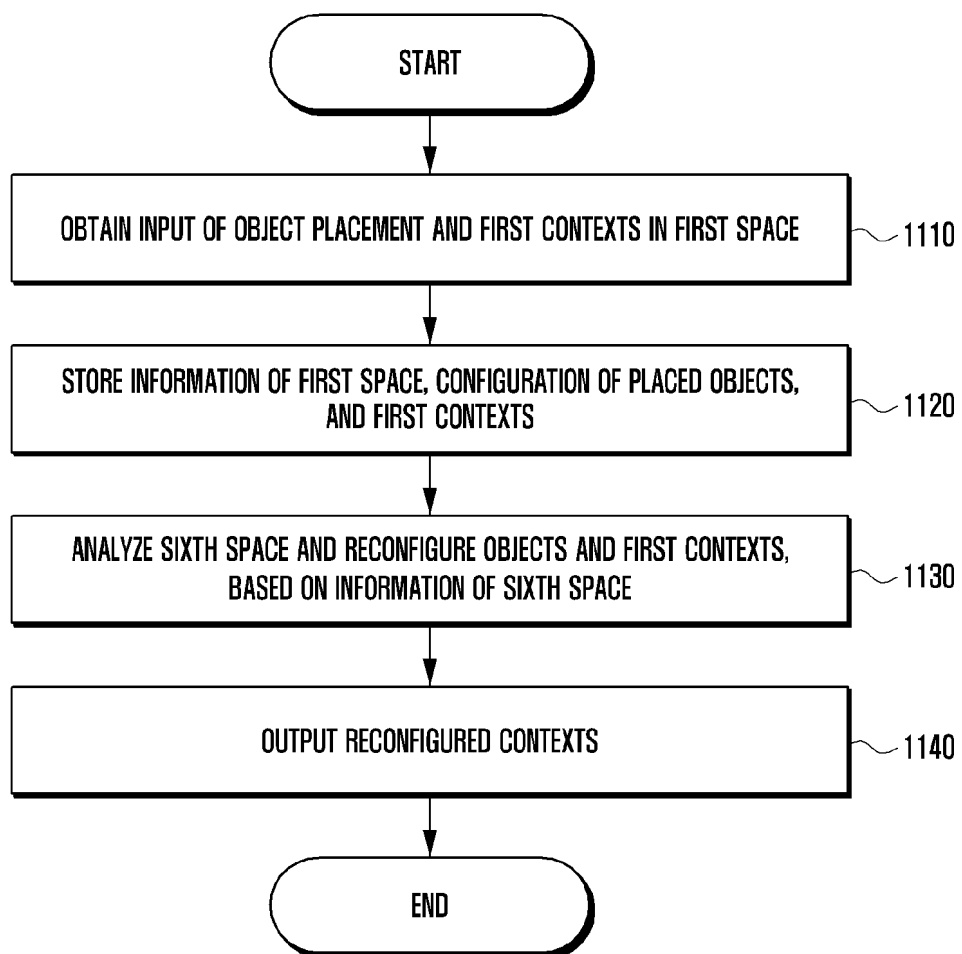 START
OBTAIN INPUT OF OBJECT PLACEMENT AND FIRST CONTEXTS IN FIRST SPACE
1110
STORE INFORMATION OF FIRST SPACE, CONFIGURATION OF PLACED OBJECTS,
AND FIRST CONTEXTS
1120
ANALYZE SIXTH SPACE AND RECONFIGURE OBJECTS AND FIRST CONTEXTS,
BASED ON INFORMATION OF SIXTH SPACE
1130
OUTPUT RECONFIGURED CONTEXTS
1140
END